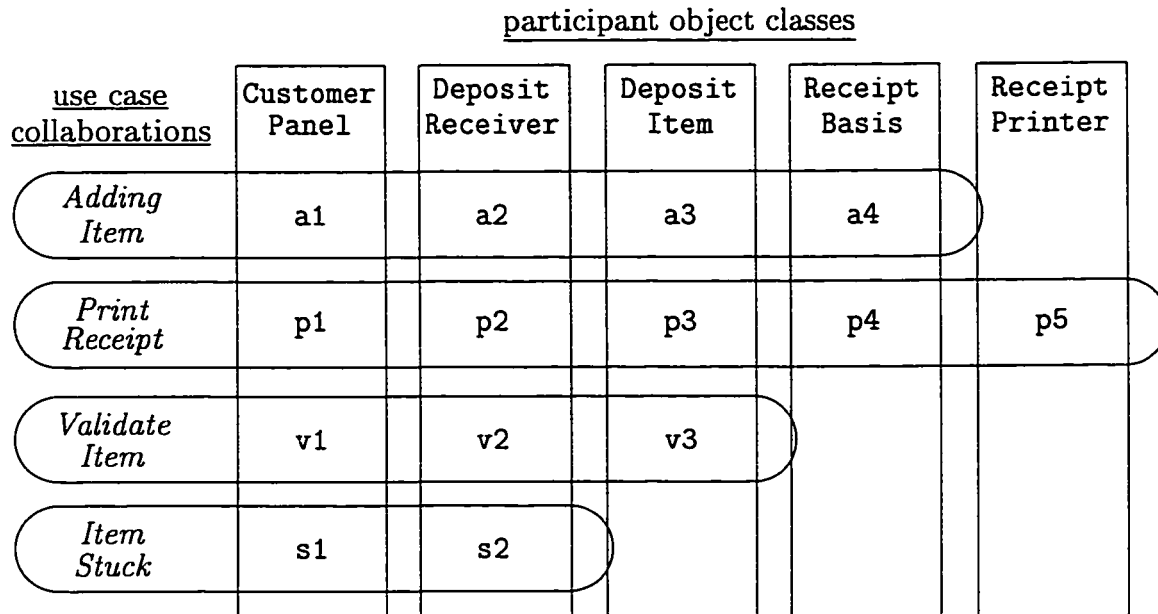 participant object classes
use case
collaborations
Customer
Panel
Deposit
Receiver
Deposit
Item
Receipt
Basis
Receipt
Printer
Adding
Item
a1 a2 a3 a4
Print
Receipt
p1 p2 p3 p4 p5
Validate
Item
v1 v2 v3
Item
Stuck
s1 s2